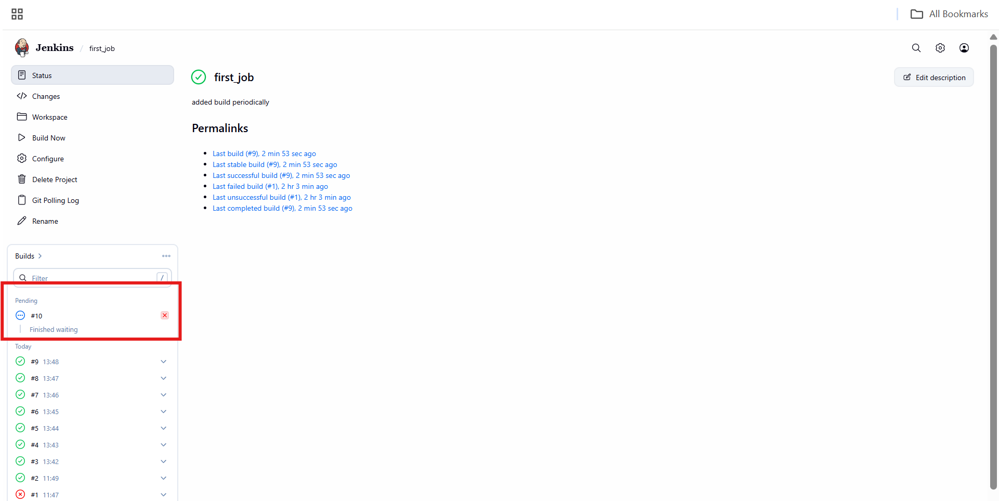 All Bookmarks
Jenkins / first_job
Status
Changes
Workspace
Build Now
Configure
Delete Project
Git Polling Log
Rename
first_job
Edit description
added build periodically
Permalinks
Last build (#9), 2 min 53 sec ago
Last stable build (#9), 2 min 53 sec ago
Last successful build (#9), 2 min 53 sec ago
Last failed build (#1), 2 hr 3 min ago
Last unsuccessful build (#1), 2 hr 3 min ago
Last completed build (#9), 2 min 53 sec ago
Builds
Filter /
Pending
#10
Finished waiting
Today
#9 13:48
#8 13:47
#7 13:46
#6 13:45
#5 13:44
#4 13:43
#3 13:42
#2 11:49
#1 11:47